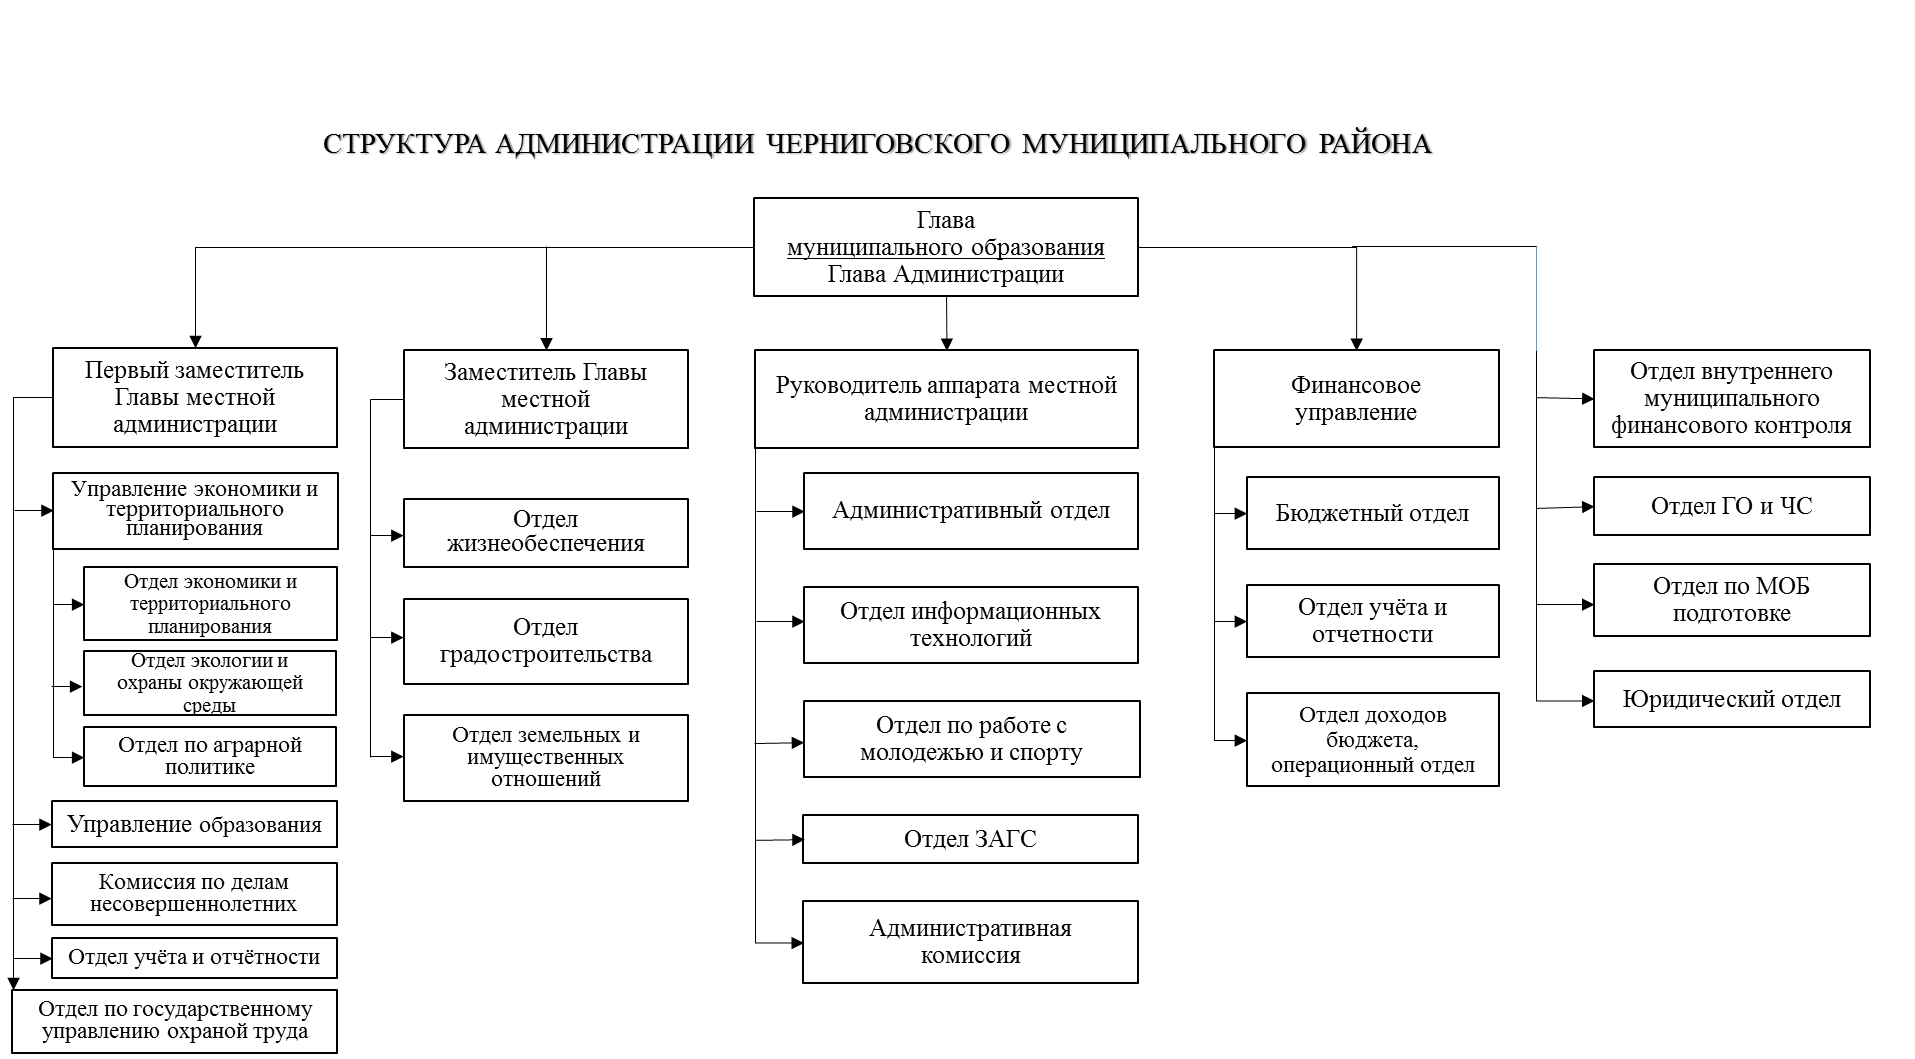 СТРУКТУРА АДМИНИСТРАЦИИ ЧЕРНИГОВСКОГО МУНИЦИПАЛЬНОГО РАЙОНА
Глава
муниципального образования
Глава Администрации
Первый заместитель
Главы местной
администрации
Управление экономики и
территориального
планирования
Отдел экономики и
территориального
планирования
Отдел экологии и
охраны окружающей
среды
Отдел по аграрной
политике
Управление образования
Комиссия по делам
несовершеннолетних
Отдел учёта и отчётности
Отдел по государственному
управлению охраной труда
Заместитель Главы
местной
администрации
Отдел
жизнеобеспечения
Отдел
градостроительства
Отдел земельных и
имущественных
отношений
Руководитель аппарата местной
администрации
Административный отдел
Отдел информационных
технологий
Отдел по работе с
молодежью и спорту
Отдел ЗАГС
Административная
комиссия
Финансовое
управление
Бюджетный отдел
Отдел учёта и
отчетности
Отдел доходов
бюджета,
операционный отдел
Отдел внутреннего
муниципального
финансового контроля
Отдел ГО и ЧС
Отдел по МОБ
подготовке
Юридический отдел